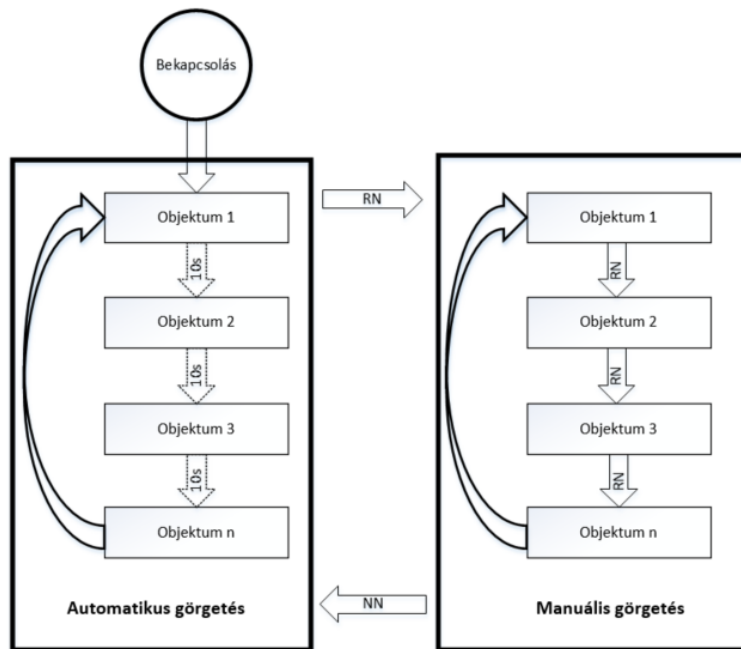 Bekapcsolás
Objektum 1
10s
Objektum 2
10s
Objektum 3
10s
Objektum n
Automatikus görgetés
RN
NN
Objektum 1
RN
Objektum 2
RN
Objektum 3
RN
Objektum n
Manuális görgetés